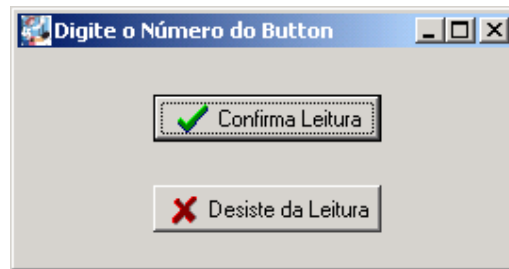 Digite o Número do Button
Confirma Leitura
Desiste da Leitura